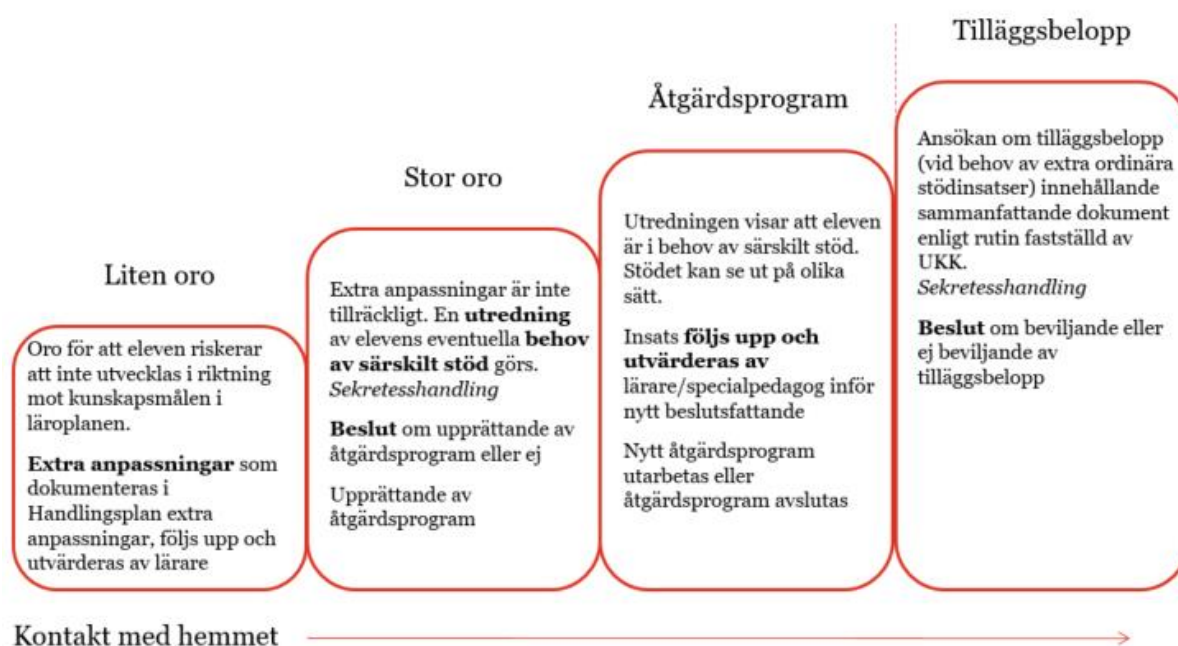 Tilläggsbelopp
Åtgärdsprogram
Stor oro
Liten oro
Oro för att eleven riskerar
att inte utvecklas i riktning
mot kunskapsmålen i
läroplanen.
Extra anpassningar som
dokumenteras i
Handlingsplan extra
anpassningar, följs upp och
utvärderas av lärare
Extra anpassningar är inte
tillräckligt. En utredning
av elevens eventuella behov
av särskilt stöd görs.
Sekretesshandling
Beslut om upprättande av
åtgärdsprogram eller ej
Upprättande av
åtgärdsprogram
Utredningen visar att eleven
är i behov av särskilt stöd.
Stödet kan se ut på olika
sätt.
Insats följs upp och
utvärderas av
lärare/specialpedagog inför
nytt beslutsfattande
Nytt åtgärdsprogram
utarbetas eller
åtgärdsprogram avslutas
Ansökan om tilläggsbelopp
(vid behov av extra ordinära
stödinsatser) innehållande
sammanfattande dokument
enligt rutin fastställd av
UKK.
Sekretesshandling
Beslut om beviljande eller
ej beviljande av
tilläggsbelopp
Kontakt med hemmet